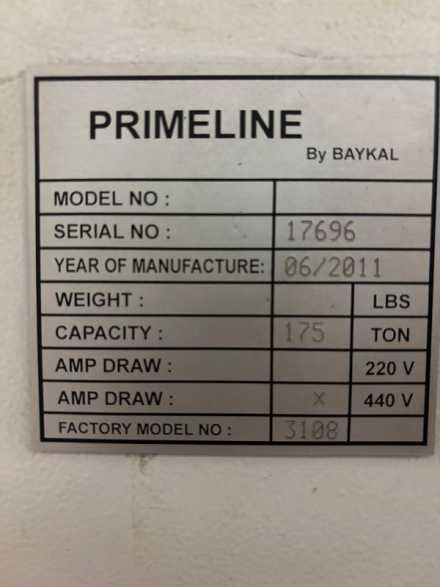 PRIMELINE
By BAYKAL
MODEL NO :
SERIAL NO : 17696
YEAR OF MANUFACTURE: 06/2011
WEIGHT : LBS
CAPACITY : 175 TON
AMP DRAW : 220 V
AMP DRAW : X 440 V
FACTORY MODEL NO : 3108